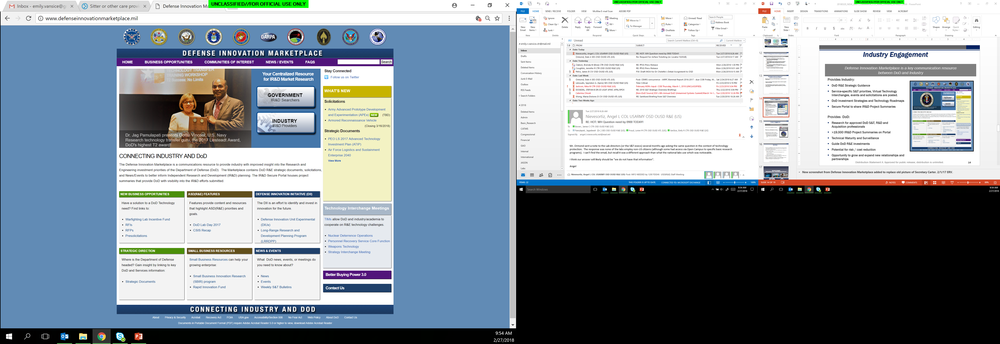 Inbox - emily.vansice@g
Sitter or other care provi
Defense Innovation Ma
UNCLASSIFIED//FOR OFFICIAL USE ONLY
www.defenseinnovationmarketplace.mil
DARPA
DEFENSE INNOVATION MARKETPLACE
HOME BUSINESS OPPORTUNITIES COMMUNITIES OF INTEREST NEWS / EVENTS FAQS Search
TECHNOLOGY TRANSFER
TRAINING WORKSHOP
T2 Success: No Limits
Dr. Jag Pamulapati presents Dottie Vincent, U.S. Navy
Research technology transfer guru, the 2017 Linsteadt Award,
DoD's highest T2 award!
Your Centralized Resource
for IR&D Market Research
GOVERNMENT
IR&D Searchers
INDUSTRY
IR&D Providers
Stay Connected
Follow us on Twitter
WHAT'S NEW
Solicitations
• Army Advanced Prototype Development
and Experimentation (APEx) NEW (TBD)
• Armored Reconnaissance Vehicle
(Closing 3/16/2018)
Strategic Documents
• PEO LS 2017 Advanced Technology
Investment Plan (ATIP)
• Air Force Logistics and Sustainment
Enterprise 2040
View More
CONNECTING INDUSTRY AND DoD
The Defense Innovation Marketplace is a communications resource to provide industry with improved insight into the Research and
Engineering investment priorities of the Department of Defense (DoD). The Marketplace contains DoD R&E strategic documents, solicitations,
and News/Events to better inform Independent Research and Development (IR&D) planning. The IR&D Secure Portal houses project
summaries that provide DoD with visibility into the IR&D efforts submitted.
NEW BUSINESS OPPORTUNITIES
Have a solution to a DoD Technology
need? Find links to:
• Warfighting Lab Incentive Fund
• RFIs
• RFPs
• Presolicitations
ASD(R&E) FEATURES
Features provide content and resources
that highlight ASD(R&E) priorities and
goals.
• DoD Lab Day 2017
• CSIS Recap
DEFENSE INNOVATION INITIATIVE (DII)
The DII is an effort to identify and invest in
innovation for the future.
• Defense Innovation Unit Experimental
(DIUx)
• Long-Range Research and
Development Planning Program
(LRRDPP)
Technology Interchange Meetings
TIMs allow DoD and industry/academia to
cooperate on R&E technology challenges.
• Nuclear Deterrence Operations
• Personnel Recovery Service Core Function
• Weapons Technology
• Strategy Interchange Meeting
STRATEGIC DIRECTION
Where is the Department of Defense
headed? Gain insight by linking to key
DoD and Services information:
• Strategic Documents
SMALL BUSINESS RESOURCES
Small Business Resources can help your
growing enterprise:
• Small Business Innovation Research
(SBIR) program
• Rapid Innovation Fund
NEWS & EVENTS
What DoD news, events, or meetings do
you need to know about?
• News
• Events
• Weekly S&T Bulletins
Better Buying Power 3.0
Contact Us
CONNECTING INDUSTRY AND DOD
About Privacy & Security Acrobat Recovery Act FOIA USA.gov Accessibility/Section 508 No Fear Act Web Policy About DoD Contact Us
Documents in Portable Document Format (PDF) require Adobe Acrobat Reader 5.0 or higher to view, download Adobe Acrobat Reader
9:54 AM
2/27/2018
UNCLASSIFIED//FOR OFFICIAL USE ONLY
FILE HOME SEND / RECEIVE FOLDER VIEW McAfee E-mail Scan ADOBE PDF
New Email
New Items
Ignore
Clean Up
Junk
Delete
Reply
Reply All
Forward
Meeting
IM
More
Move to: ?
To Manager
Move
Rules
OneNote
Unread/ Read
Categorize
Follow Up
Search People
Address Book
Filter Email
New Delete Respond Quick Steps Move Tags Find
emily.r.vansice.ctr@mail.mil
Inbox
Drafts
Sent Items
Deleted Items
Conversation History
Junk E-Mail
Outbox
RSS Feeds
Search Folders
2018
Deleted Items
Admin
Basic_Research
CATMS
Congressional
Financial
GAO
Internal
International
JASON
Labs
All Unread
Search Current Mailbox (Ctrl+E) Current Mailbox
FROM SUBJECT RECEIVED
Date: Today
Nievesortiz, Angel L COL USARMY OSD OUSD R&E (US) RE: HOT: WH Question need by 0900 TODAY! Tue 2/27/2018 8:26 AM
Ormond, Dale A SES OSD OUSD ATL (US) Re: Request for Airfare Ticketing (re: Locator YUXIUE) Tue 2/27/2018 8:17 AM
Date: Yesterday
Clabon, Brenda M (Bree) CTR OSD OUSD R&E (US) RE: PFAS Press Release Mon 2/26/2018 1:30 PM
Coughlin, Jennifer R CTR OSD OUSD R&E (US) RE: PFAS Press Release Mon 2/26/2018 9:51 AM
Petro, James B CIV OSD OUSD ATL (US) FW: Draft MOA for Dr Chelette's Detail Assignment to OSD Mon 2/26/2018 8:15 AM
Date: Last Week
Ormond, Dale A SES OSD OUSD ATL (US) Fwd: CENRS concurrence - IARPC Biennial Report 2016-2017 - due COB Friday, M... Sat 2/24/2018 6:27 AM
Lekoudis, Spyridon G. (Spiro) SES OSD OUSD R&E (US) Time Critical Fri 2/23/2018 5:19 PM
Jackson, Nika M CTR OSD OUSD R&E (US) February MSRs Input- COB Thursday, March 1, 2018 (UNCLASSIFIED) Fri 2/23/2018 5:04 PM
DOSEDEL, STEFAN B DR-03 USAF AFMC AFRL/XPOX RE: 2018 S&T Strategic Overview Briefings Thu 2/22/2018 3:04 PM
Caterina Chiodi [Non-DoD Source] DSI's 6th Annual DoD Unmanned Systems Summit/March 14-1... Tue 2/20/2018 12:26 PM
Wong, Maria-Dolores D CIV OSD OUSD ATL (US) RE: Sanitized Briefing from S&T Overview Tue 2/20/2018 10:26 AM
Date: Two Weeks Ago
Tue 2/27/2018 8:26 AM
Nievesortiz, Angel L COL USARMY OSD OUSD R&E (US)
RE: HOT: WH Question need by 0900 TODAY!
To Bowen, James C CTR OSD OUSD R&E (US)
Cc Pamulapati, Jagadeesh (Dr.) SES OSD OUSD R&E (US); Proud, Loneh M CTR OSD OUSD ATL (US); VanSice, Emily R CTR OSD OUSD R&E (US)
Signed By angel.l.nievesortiz.mil@mail.mil
Mr. Ormond sent a note to the Lab directors (or the S&T execs) several months ago asking the same question in the context of technology
protection. The response was none of the labs employ non-US citizens (although some had access via Open Campus to specific basic research
programs). I can't find the email, but recall it was a different approach than what the national labs use which was noticeable.
I think our answer will likely should be "we do not have that information".
Angel
Nievesortiz, Angel L COL USARMY OSD OUSD R&E (US) Fwd: INFO NEEDED BY 1200 TODAY! USD(R&E) Staff Meeting
ITEMS: 22 THIS FOLDER IS UP TO DATE. CONNECTED TO: MICROSOFT EXCHANGE 100%
Search Windows
9:54 AM
2/27/2018
UNCLASSIFIED//FOR OFFICIAL USE ONLY
FILE HOME INSERT DESIGN TRANSITIONS ANIMATIONS SLIDE SHOW REVIEW VIEW ACROBAT
Paste
New Slide
Shapes
Arrange
Quick Styles
Editing
Clipboard Slides Font Paragraph Drawing
12
13
14
15
16
17
Industry Engagement
Defense Innovation Marketplace is a key communication resource
between DoD and Industry
Provides Industry:
▪ DoD R&E Strategic Guidance
▪ Service-specific S&T priorities, Virtual Technology
Interchanges, events and solicitations are posted.
▪ DoD Investment Strategies and Technology Roadmaps
▪ Secure Portal to share IR&D Project Summaries
Provides DoD:
▪ Research for approved DoD S&T, R&D and
Acquisition professionals
▪ >19,000 IR&D Project Summaries on Portal
▪ Technical Maturity and Surveillance
▪ Guide DoD R&E investments
▪ Potential for risk / cost reduction
▪ Opportunity to grow and expand new relationships and
partnerships
DEFENSE INNOVATION MARKETPLACE
CONNECTING INDUSTRY AND DOD
Distribution Statement A: Approved for public release; distribution is unlimited. 14
• New screenshot from Defense Innovation Marketplace added to replace old picture of Secretary Carter. 2/1/17 ERV.
SLIDE 14 OF 19 NOTES COMMENTS 89%
9:54 AM
2/27/2018